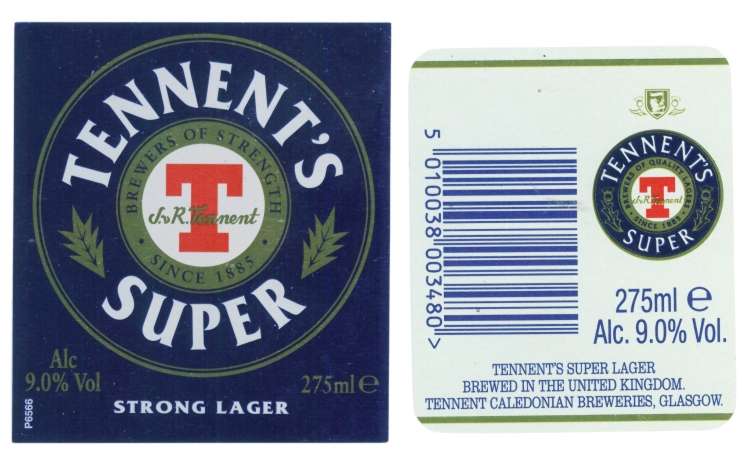 TENNENT'S
BREWERS OF STRENGTH
T
J&R.Tennent
• SINCE 1885 •
SUPER
Alc
9.0% Vol
275ml e
STRONG LAGER
P6566
5 010038 003480 >
TENNENT'S
BREWERS OF QUALITY LAGERS
T
J&R.Tennent
• SINCE 1885 •
SUPER
275ml e
Alc. 9.0% Vol.
TENNENT'S SUPER LAGER
BREWED IN THE UNITED KINGDOM.
TENNENT CALEDONIAN BREWERIES, GLASGOW.